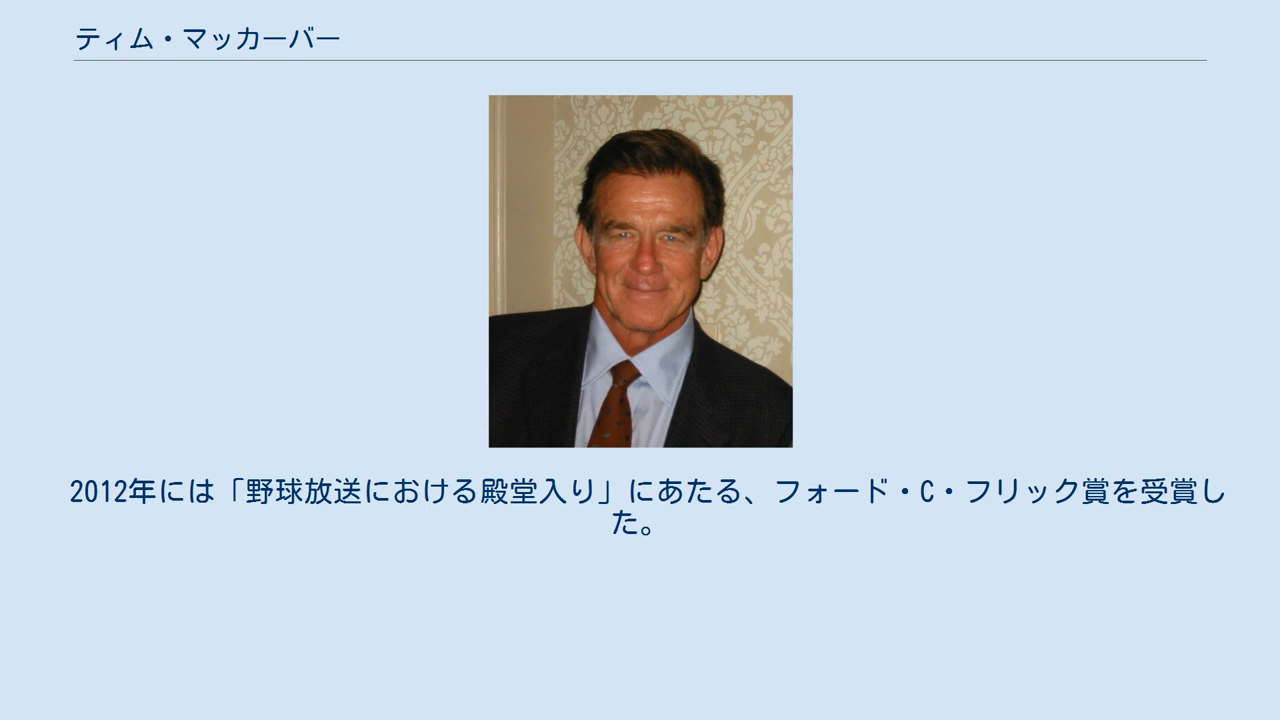 ティム・マッカーバー
2012年には「野球放送における殿堂入り」にあたる、フォード・C・フリック賞を受賞し
た。